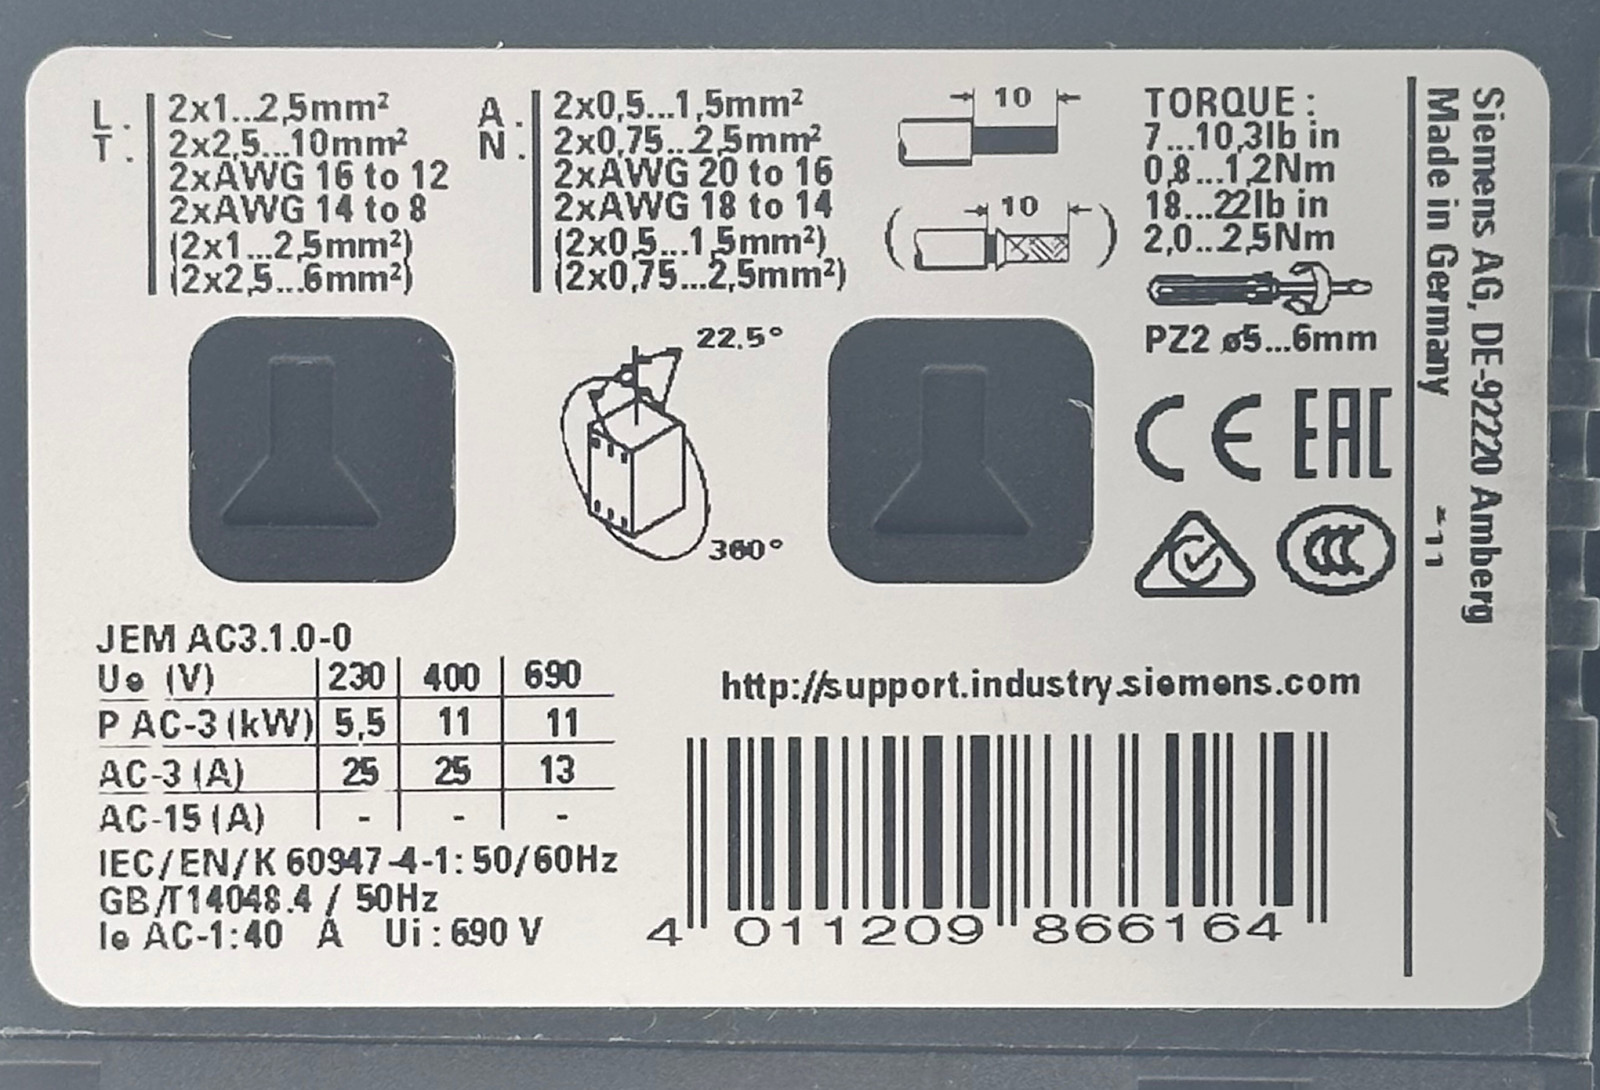 L.
T.
2x1...2,5mm²
2x2,5...10mm²
2xAWG 16 to 12
2xAWG 14 to 8
(2x1...2,5mm²)
(2x2,5...6mm²)
A.
N.
2x0,5...1,5mm²
2x0,75...2,5mm²
2xAWG 20 to 16
2xAWG 18 to 14
(2x0,5...1,5mm²)
(2x0,75...2,5mm²)
10
10
TORQUE:
7...10,3lb in
0,8...1,2Nm
18...22lb in
2,0...2,5Nm
PZ2 ø5...6mm
22.5°
360°
CE EAC
CCC
Siemens AG, DE-92220 Amberg
Made in Germany
JEM AC3.1.0-0
Ue (V) 230 400 690
P AC-3 (kW) 5,5 11 11
AC-3 (A) 25 25 13
AC-15 (A) - - -
IEC/EN/K 60947-4-1: 50/60Hz
GB/T14048.4 / 50Hz
Ie AC-1:40 A Ui: 690 V
http://support.industry.siemens.com
4 011209 866164